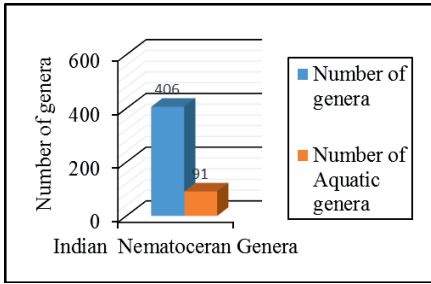 600
400
200
0
Number of genera
406
91
Indian Nematoceran Genera
Number of
genera
Number of
Aquatic
genera